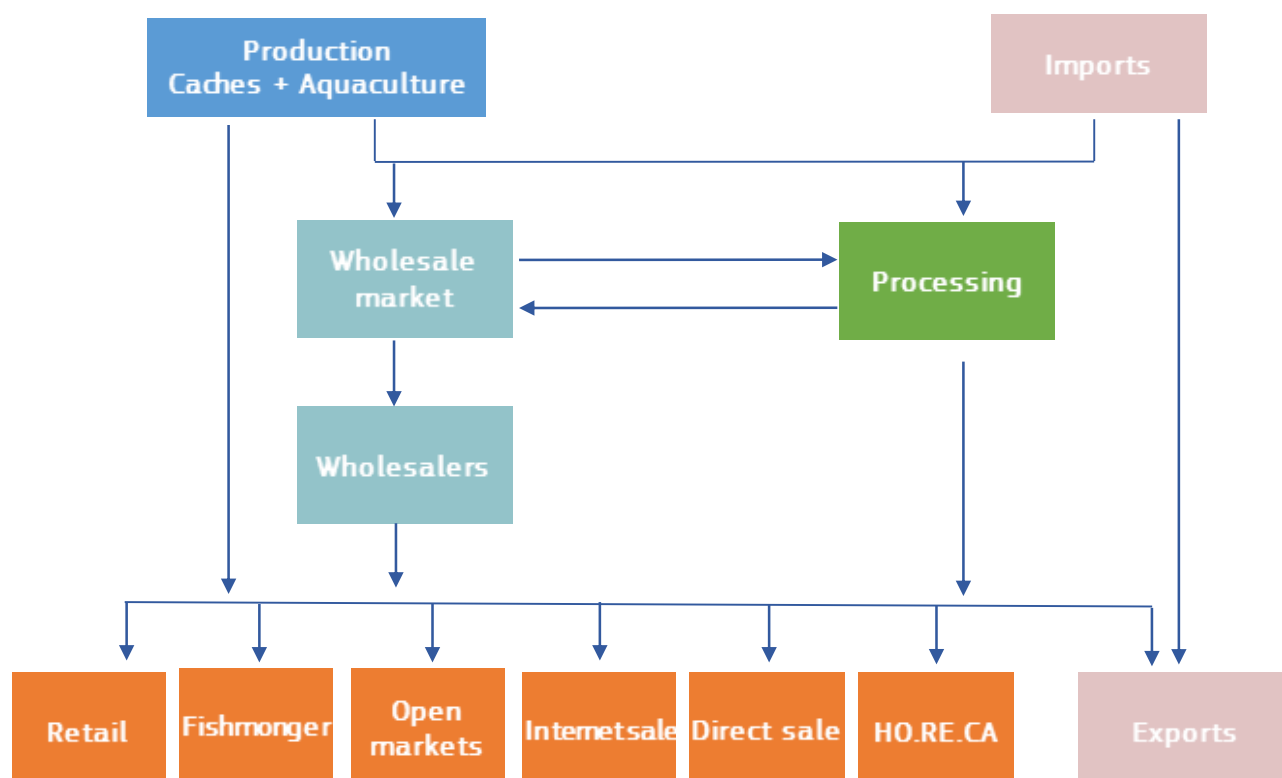 Production
Caches + Aquaculture
Imports
Wholesale
market
Processing
Wholesalers
Retail
Fishmonger
Open
markets
Internetsale
Direct sale
HO.RE.CA
Exports